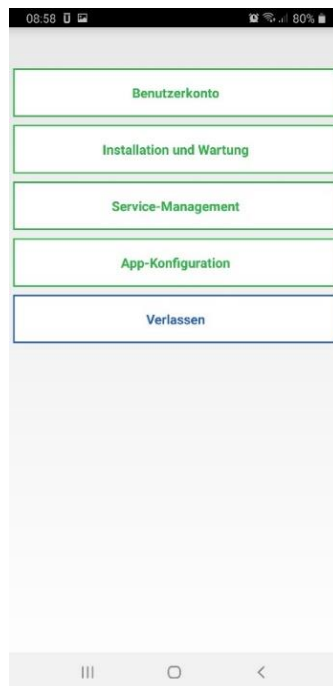 08:58 80%
Benutzerkonto
Installation und Wartung
Service-Management
App-Konfiguration
Verlassen